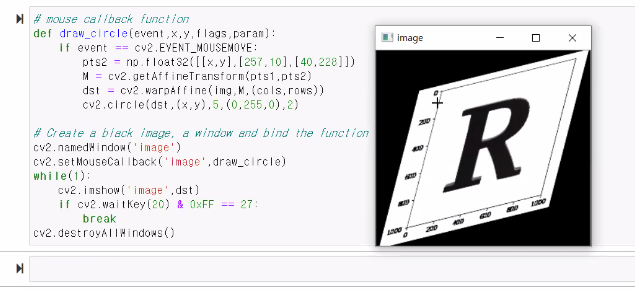 # mouse callback function
def draw_circle(event,x,y,flags,param):
    if event == cv2.EVENT_MOUSEMOVE:
        pts2 = np.float32([[x,y],[257,10],[40,228]])
        M = cv2.getAffineTransform(pts1,pts2)
        dst = cv2.warpAffine(img,M,(cols,rows))
        cv2.circle(dst,(x,y),5,(0,255,0),2)

# Create a black image, a window and bind the function
cv2.namedWindow('image')
cv2.setMouseCallback('image',draw_circle)
while(1):
    cv2.imshow('image',dst)
    if cv2.waitKey(20) & 0xFF == 27:
        break
cv2.destroyAllWindows()
image
0
200
400
600
800
1000
R
0 200 400 600 800 1000